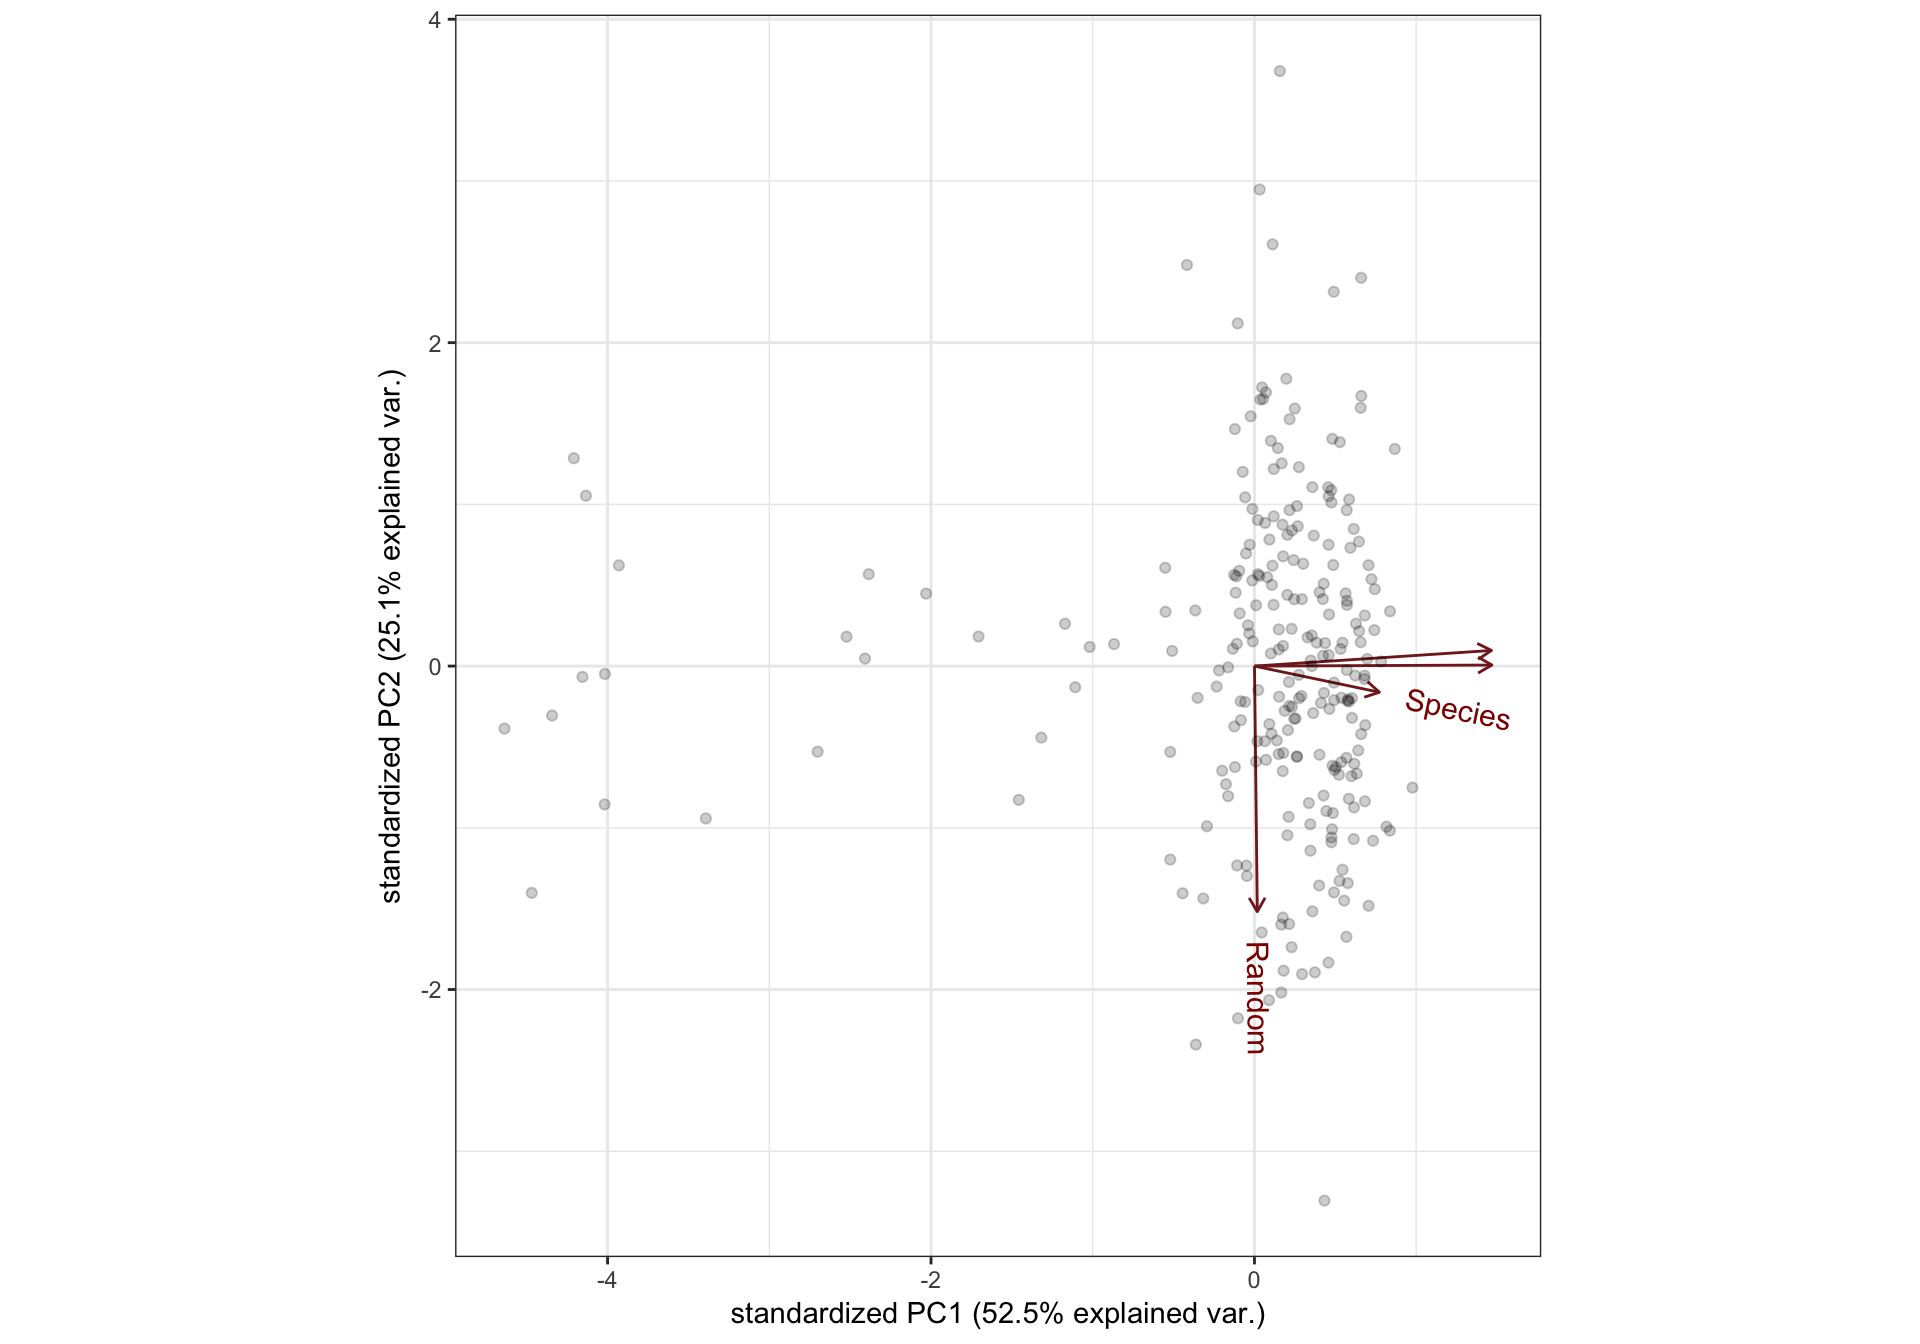 4
2
0
-2
standardized PC2 (25.1% explained var.)
Species
Random
-4
-2
0
standardized PC1 (52.5% explained var.)